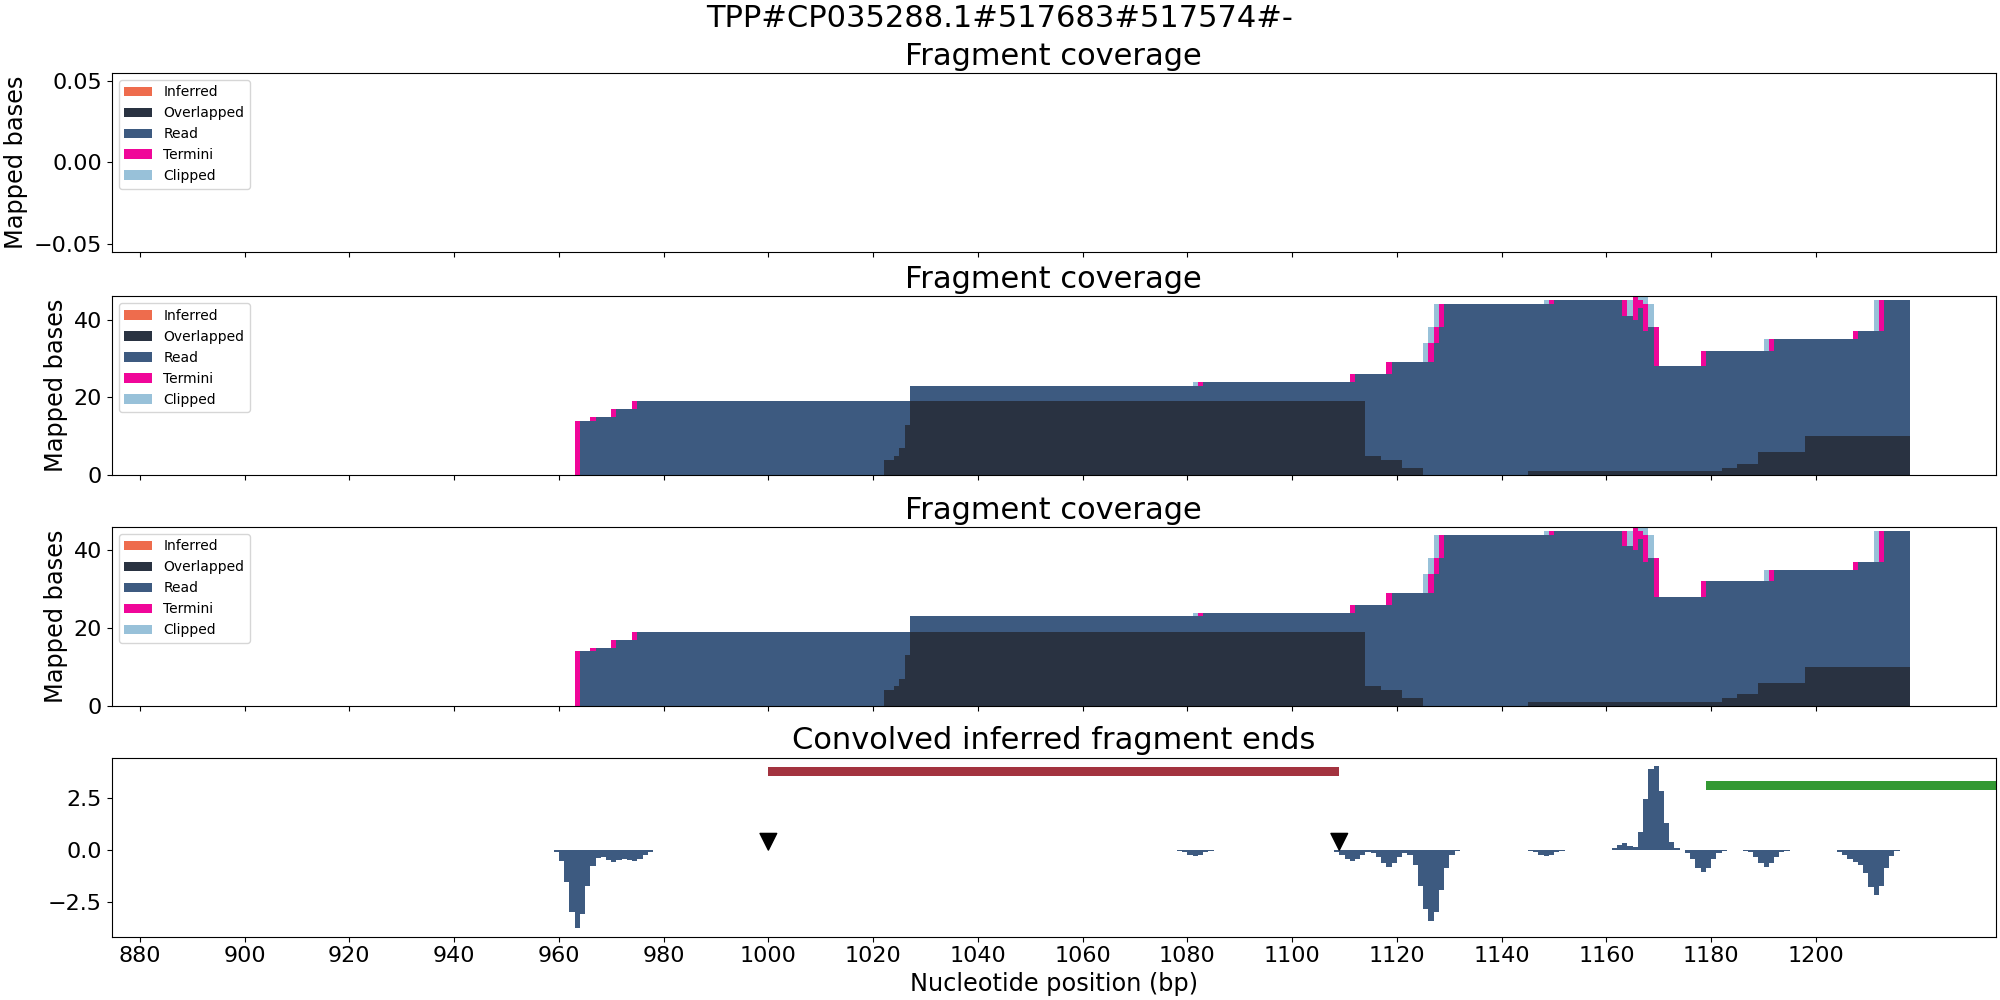 TPP#CP035288.1#517683#517574#-
Fragment coverage
Mapped bases
0.05
0.00
−0.05
Inferred
Overlapped
Read
Termini
Clipped
Fragment coverage
Mapped bases
40
20
0
Inferred
Overlapped
Read
Termini
Clipped
Fragment coverage
Mapped bases
40
20
0
Inferred
Overlapped
Read
Termini
Clipped
Convolved inferred fragment ends
2.5
0.0
−2.5
880 900 920 940 960 980 1000 1020 1040 1060 1080 1100 1120 1140 1160 1180 1200
Nucleotide position (bp)